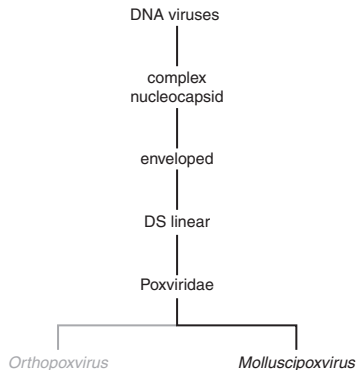 DNA viruses
complex
nucleocapsid
enveloped
DS linear
Poxviridae
Orthopoxvirus
Molluscipoxvirus